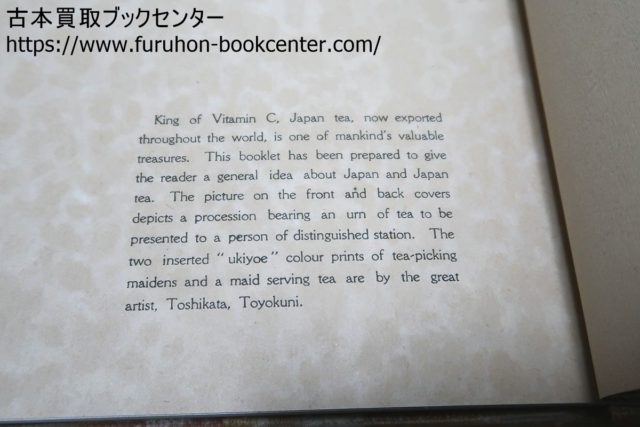 古本買取ブックセンター
https://www.furuhon-bookcenter.com/
King of Vitamin C, Japan tea, now exported
throughout the world, is one of mankind's valuable
treasures. This booklet has been prepared to give
the reader a general idea about Japan and Japan
tea. The picture on the front and back covers
depicts a procession bearing an urn of tea to be
presented to a person of distinguished station. The
two inserted "ukiyoe" colour prints of tea-picking
maidens and a maid serving tea are by the great
artist, Toshikata, Toyokuni.